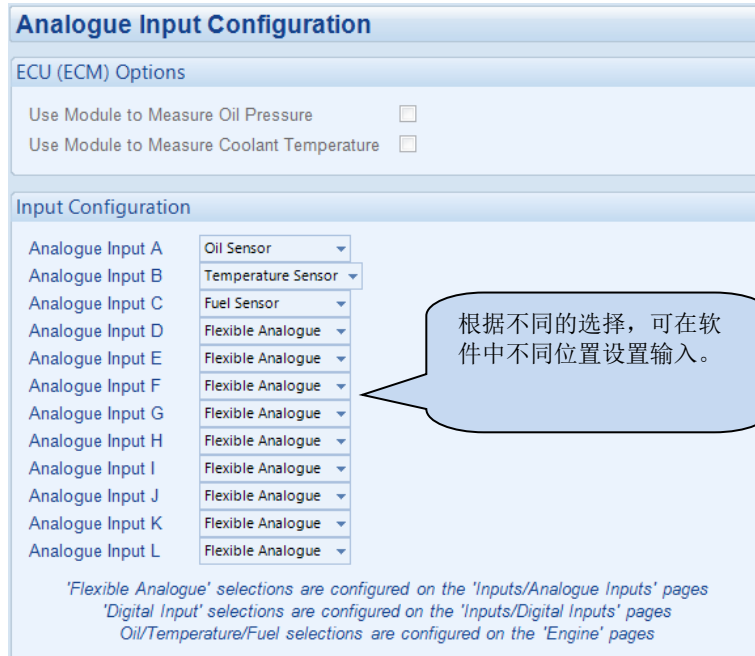 Analogue Input Configuration
ECU (ECM) Options
Use Module to Measure Oil Pressure
Use Module to Measure Coolant Temperature
Input Configuration
Analogue Input A Oil Sensor
Analogue Input B Temperature Sensor
Analogue Input C Fuel Sensor
Analogue Input D Flexible Analogue
Analogue Input E Flexible Analogue
Analogue Input F Flexible Analogue
Analogue Input G Flexible Analogue
Analogue Input H Flexible Analogue
Analogue Input I Flexible Analogue
Analogue Input J Flexible Analogue
Analogue Input K Flexible Analogue
Analogue Input L Flexible Analogue
根据不同的选择，可在软
件中不同位置设置输入。
'Flexible Analogue' selections are configured on the 'Inputs/Analogue Inputs' pages
'Digital Input' selections are configured on the 'Inputs/Digital Inputs' pages
Oil/Temperature/Fuel selections are configured on the 'Engine' pages